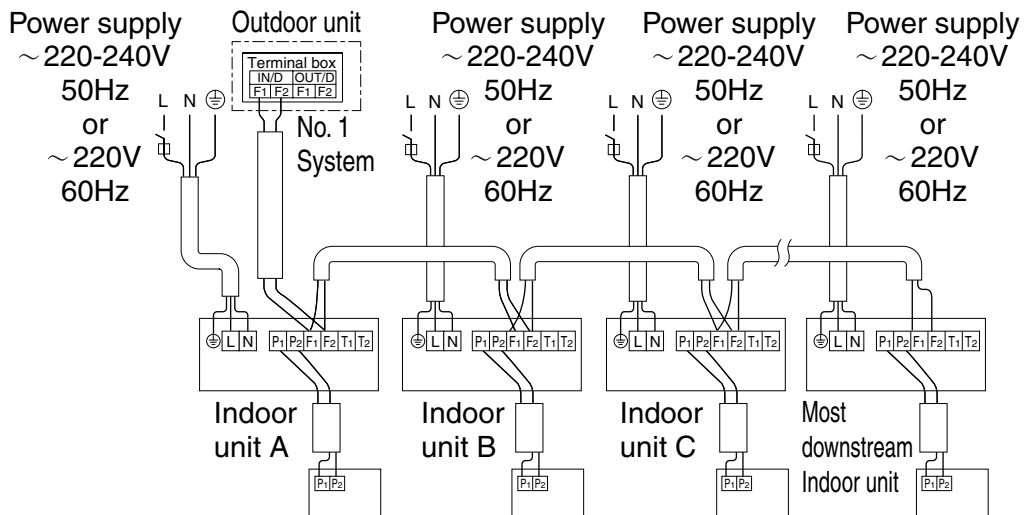 Power supply
~220-240V
50Hz
or
~220V
60Hz
L N
Outdoor unit
Terminal box
IN/D OUT/D
F1 F2 F1 F2
No. 1
System
Power supply
~220-240V
50Hz
or
~220V
60Hz
L N
Power supply
~220-240V
50Hz
or
~220V
60Hz
L N
Power supply
~220-240V
50Hz
or
~220V
60Hz
L N
L N P1 P2 F1 F2 T1 T2
L N P1 P2 F1 F2 T1 T2
L N P1 P2 F1 F2 T1 T2
L N P1 P2 F1 F2 T1 T2
Indoor
unit A
Indoor
unit B
Indoor
unit C
Most
downstream
Indoor unit
P1 P2
P1 P2
P1 P2
P1 P2